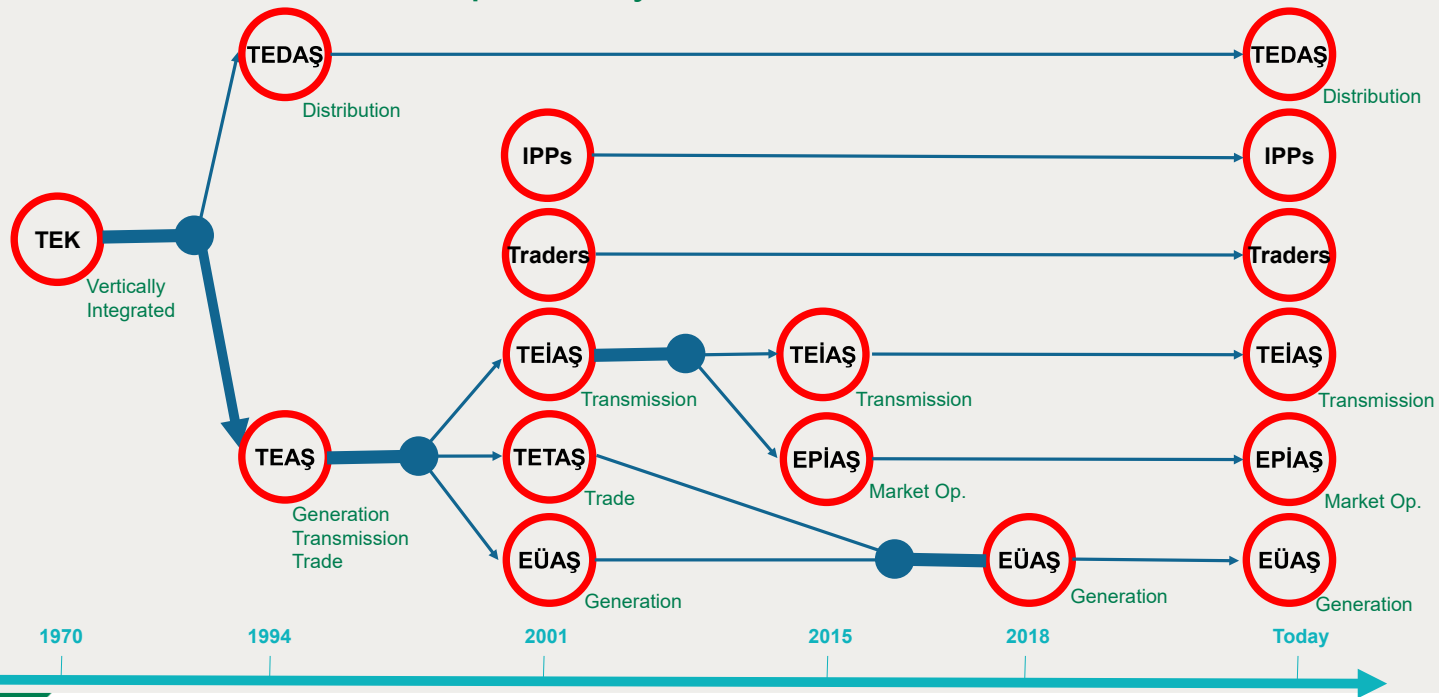 TEDAŞ
TEDAŞ
Distribution
Distribution
IPPs
IPPs
TEK
Vertically
Integrated
Traders
Traders
TEİAŞ
TEİAŞ
TEİAŞ
Transmission
Transmission
Transmission
TEAŞ
Generation
Transmission
Trade
TETAŞ
Trade
EPİAŞ
Market Op.
EPİAŞ
Market Op.
EÜAŞ
Generation
EÜAŞ
Generation
EÜAŞ
Generation
1970
1994
2001
2015
2018
Today